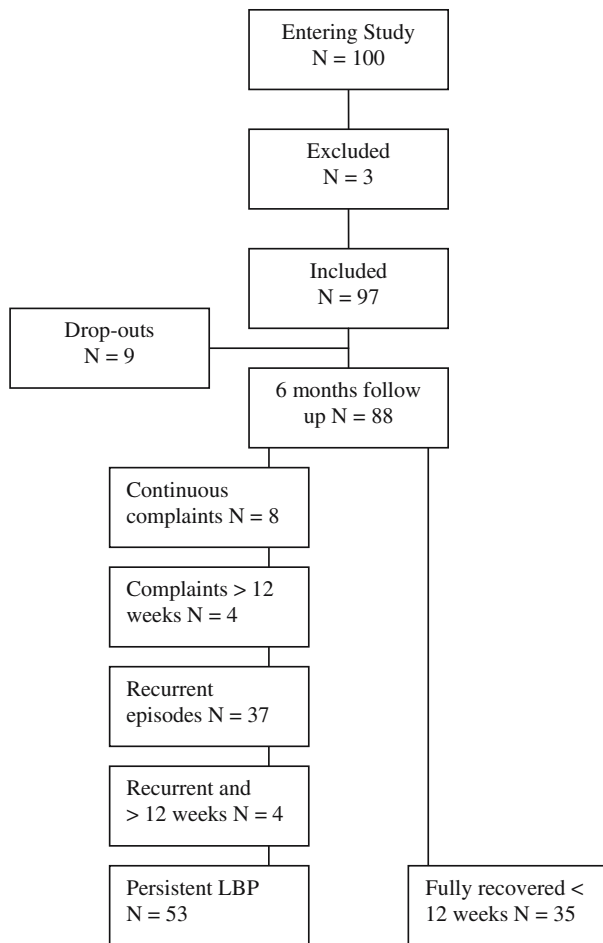 Entering Study
N = 100
Excluded
N = 3
Included
N = 97
Drop-outs
N = 9
6 months follow
up N = 88
Continuous
complaints N = 8
Complaints > 12
weeks N = 4
Recurrent
episodes N = 37
Recurrent and
> 12 weeks N = 4
Persistent LBP
N = 53
Fully recovered <
12 weeks N = 35